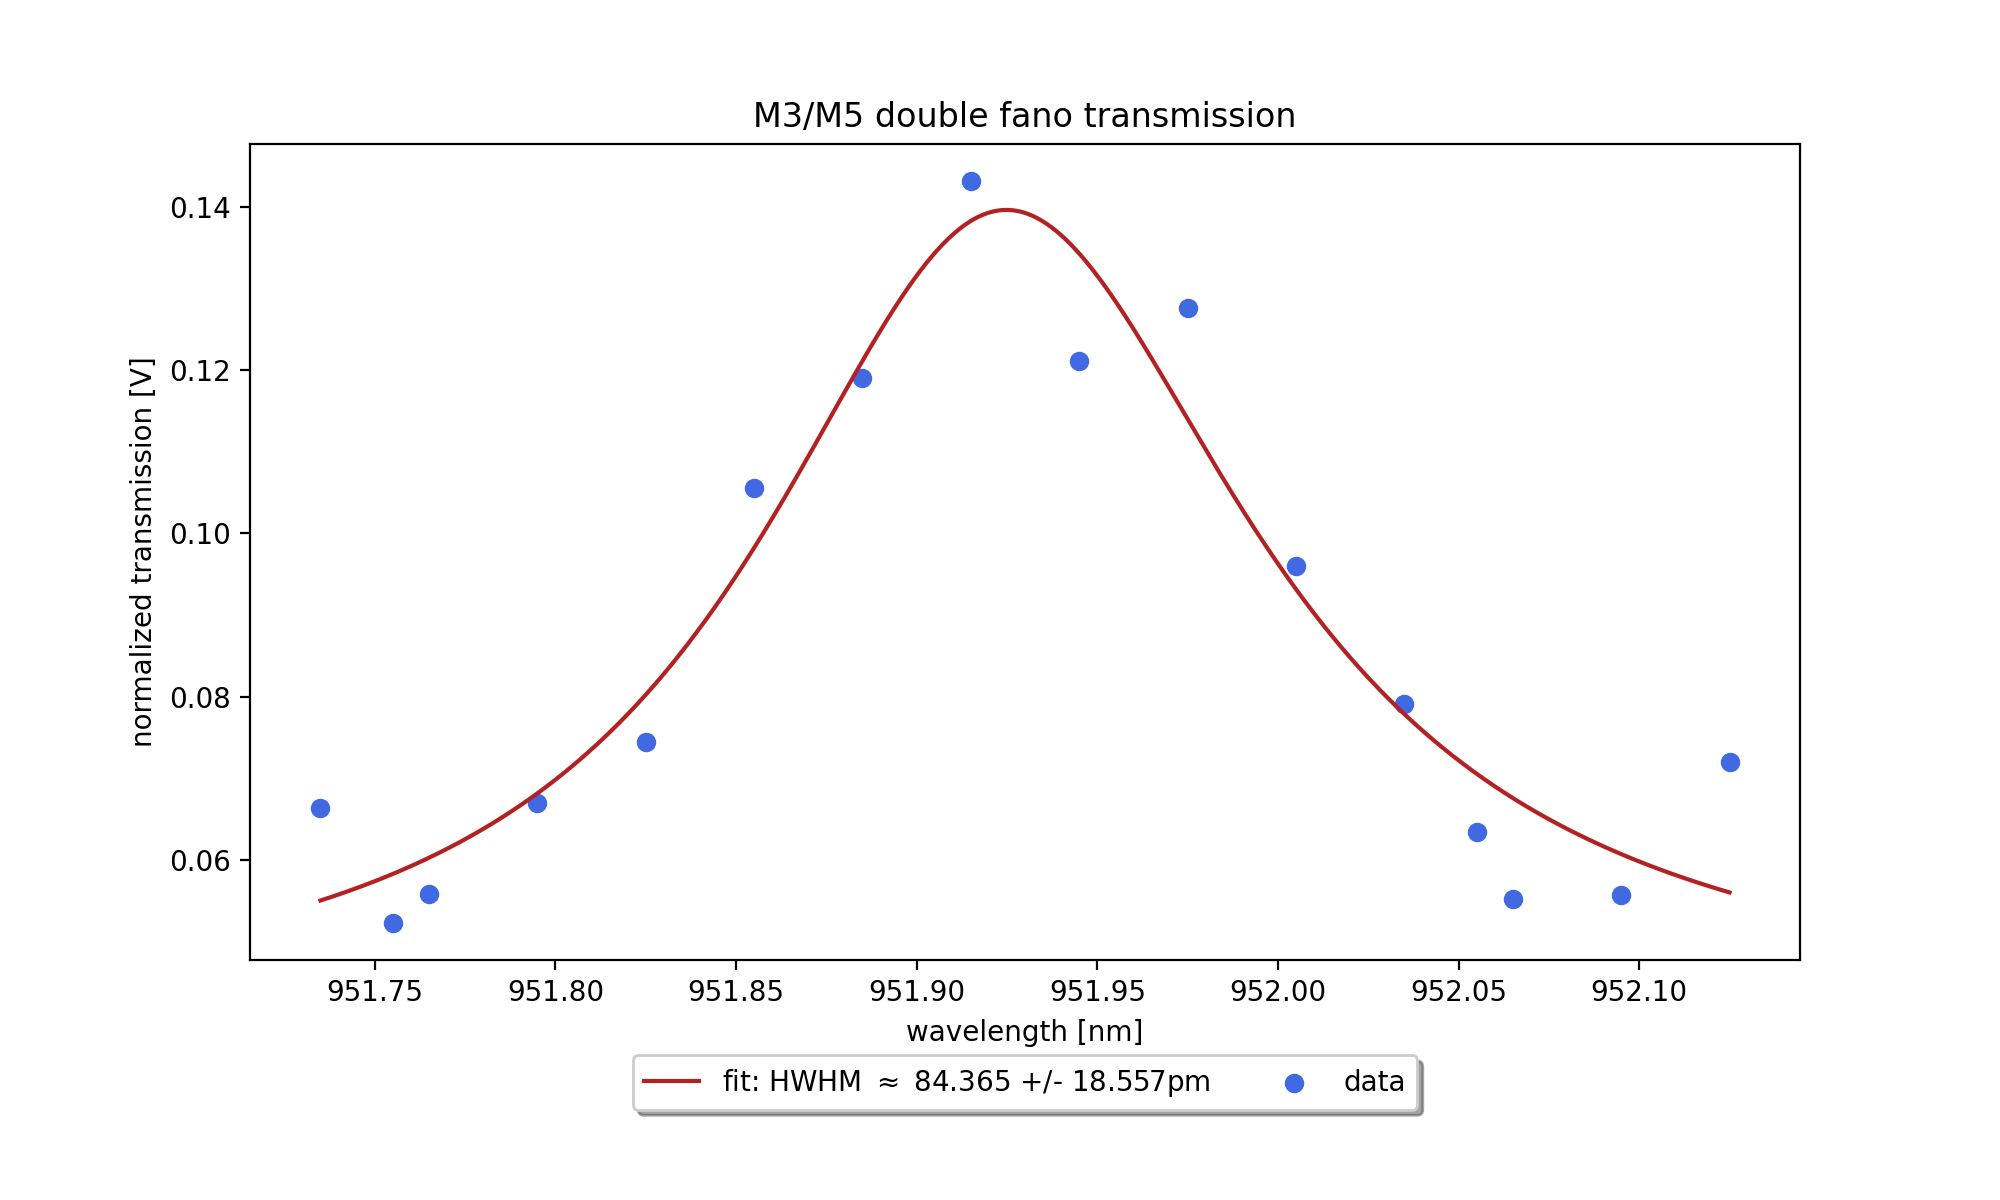 M3/M5 double fano transmission
normalized transmission [V]
0.14
0.12
0.10
0.08
0.06
951.75 951.80 951.85 951.90 951.95 952.00 952.05 952.10
wavelength [nm]
fit: HWHM ≈ 84.365 +/- 18.557pm data